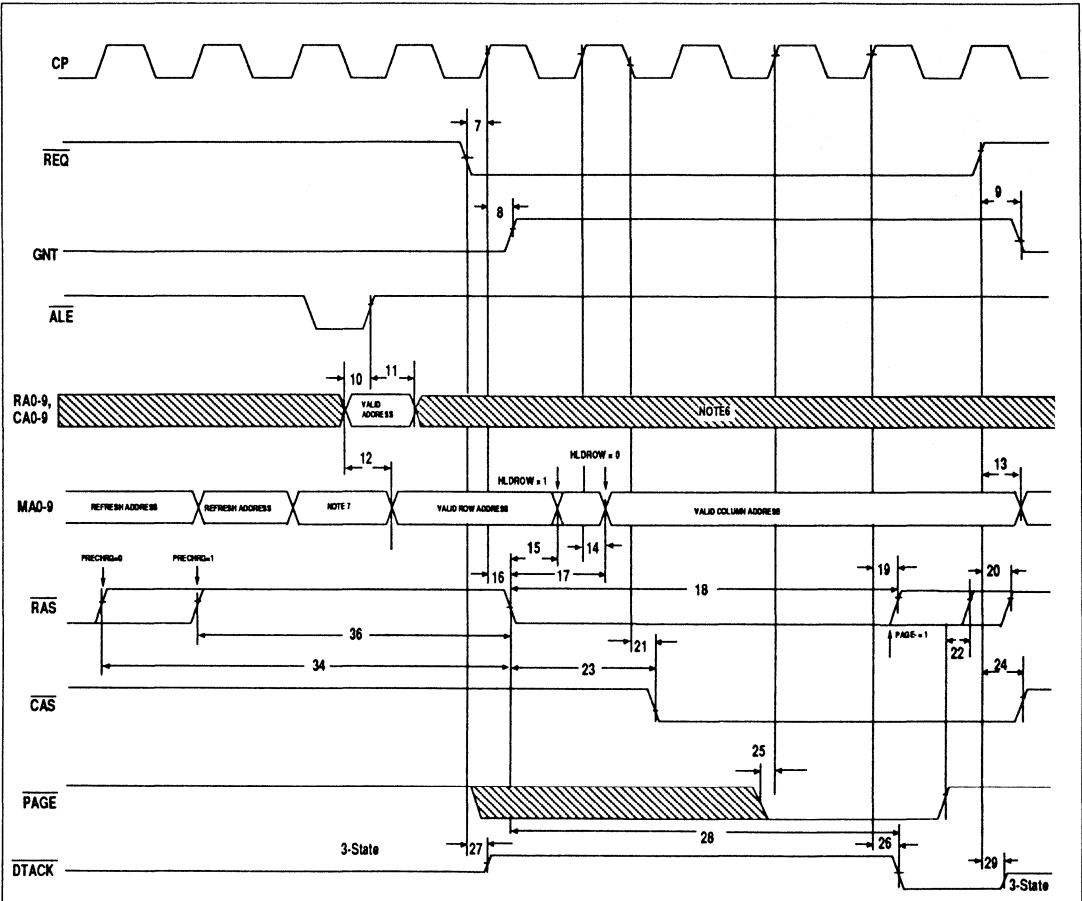 CP
7
REQ
8
9
GNT
ALE
10
11
RA0-9,
CA0-9
VALID
ADDRESS
NOTE6
12
HLDROW = 0
HLDROW = 1
13
MA0-9
REFRESH ADDRESS
REFRESH ADDRESS
NOTE 7
VALID ROW ADDRESS
VALID COLUMN ADDRESS
PRECHRG=0
PRECHRG=1
15
14
16
17
18
19
20
RAS
36
21
PAGE- = 1
22
34
23
24
CAS
25
PAGE
28
3-State
27
26
29
DTACK
3-State